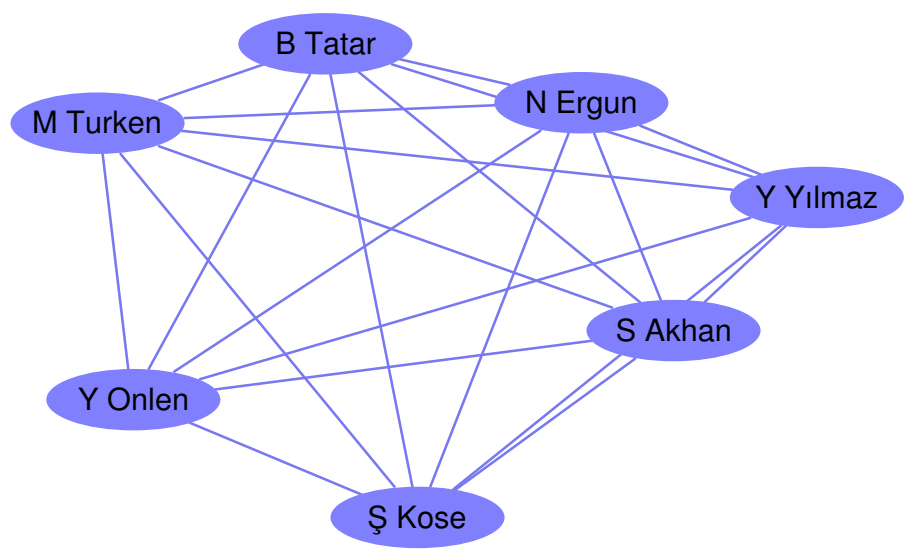 B Tatar
N Ergun
M Turken
Y Yılmaz
S Akhan
Y Onlen
Ş Kose